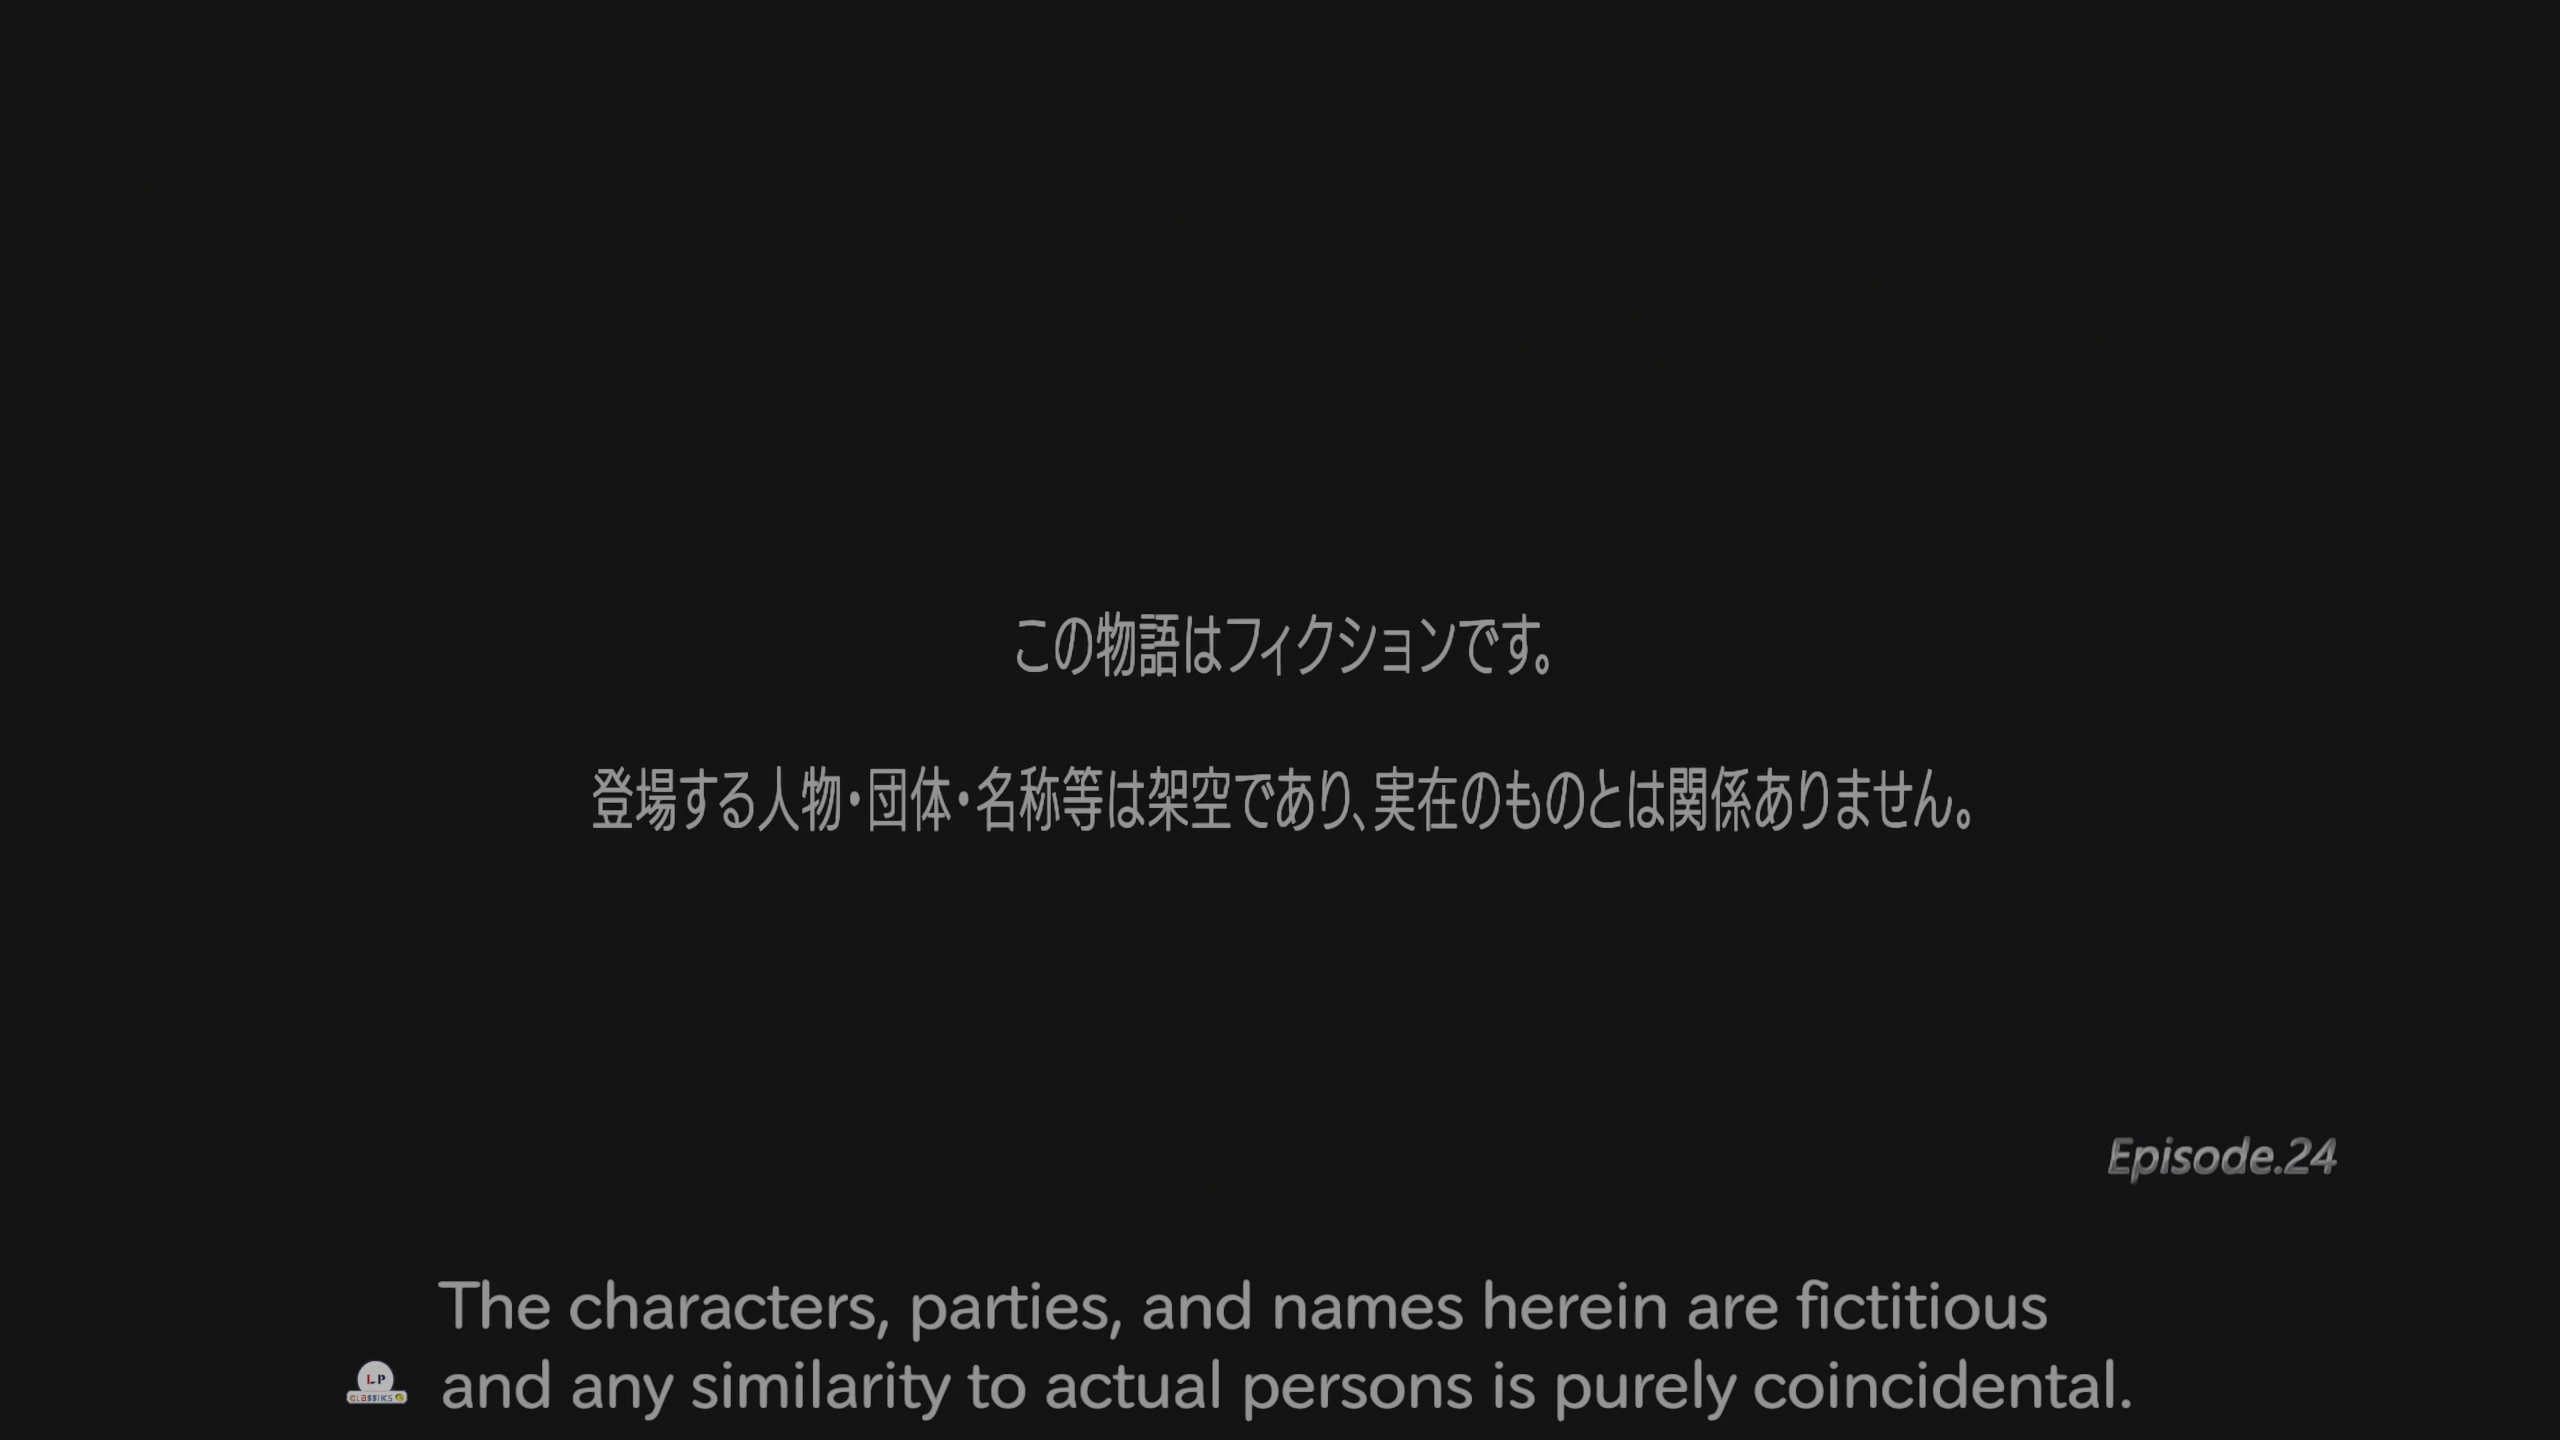 この物語はフィクションです。
登場する人物・団体・名称等は架空であり、実在のものとは関係ありません。
Episode.24
The characters, parties, and names herein are fictitious
and any similarity to actual persons is purely coincidental.
LP
classiks